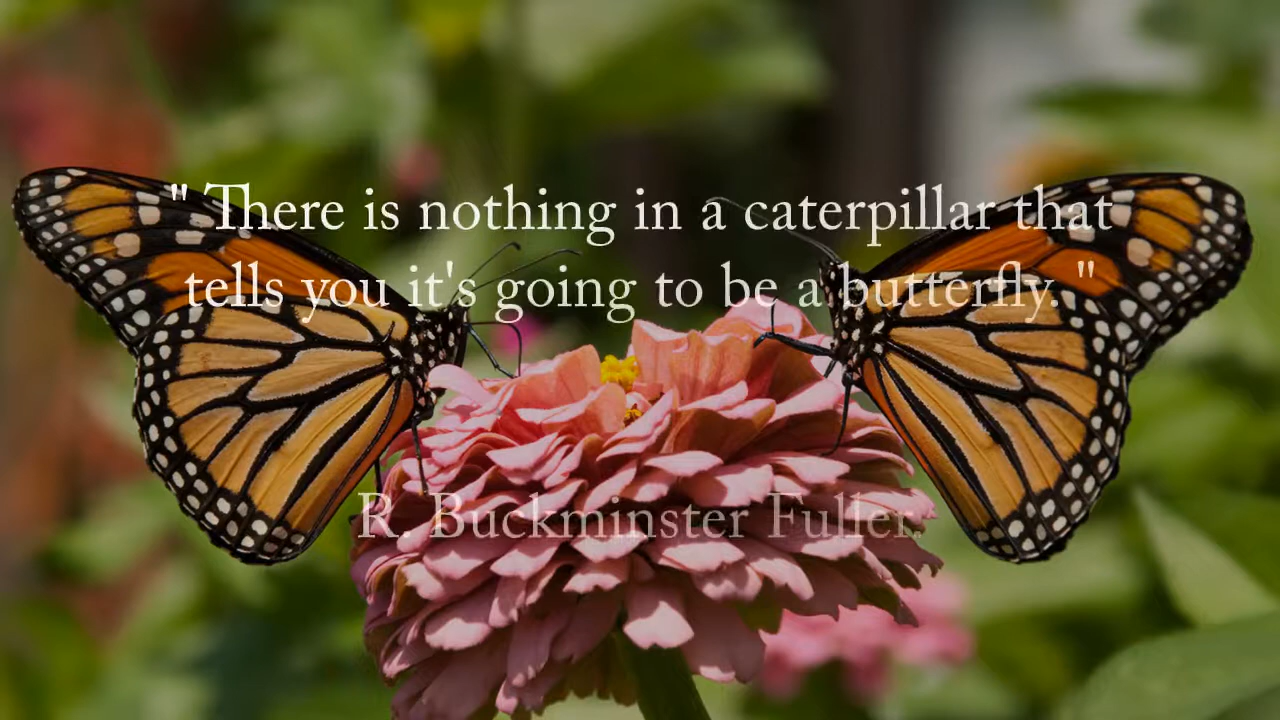 " There is nothing in a caterpillar that
tells you it's going to be a butterfly. "
R. Buckminster Fuller.